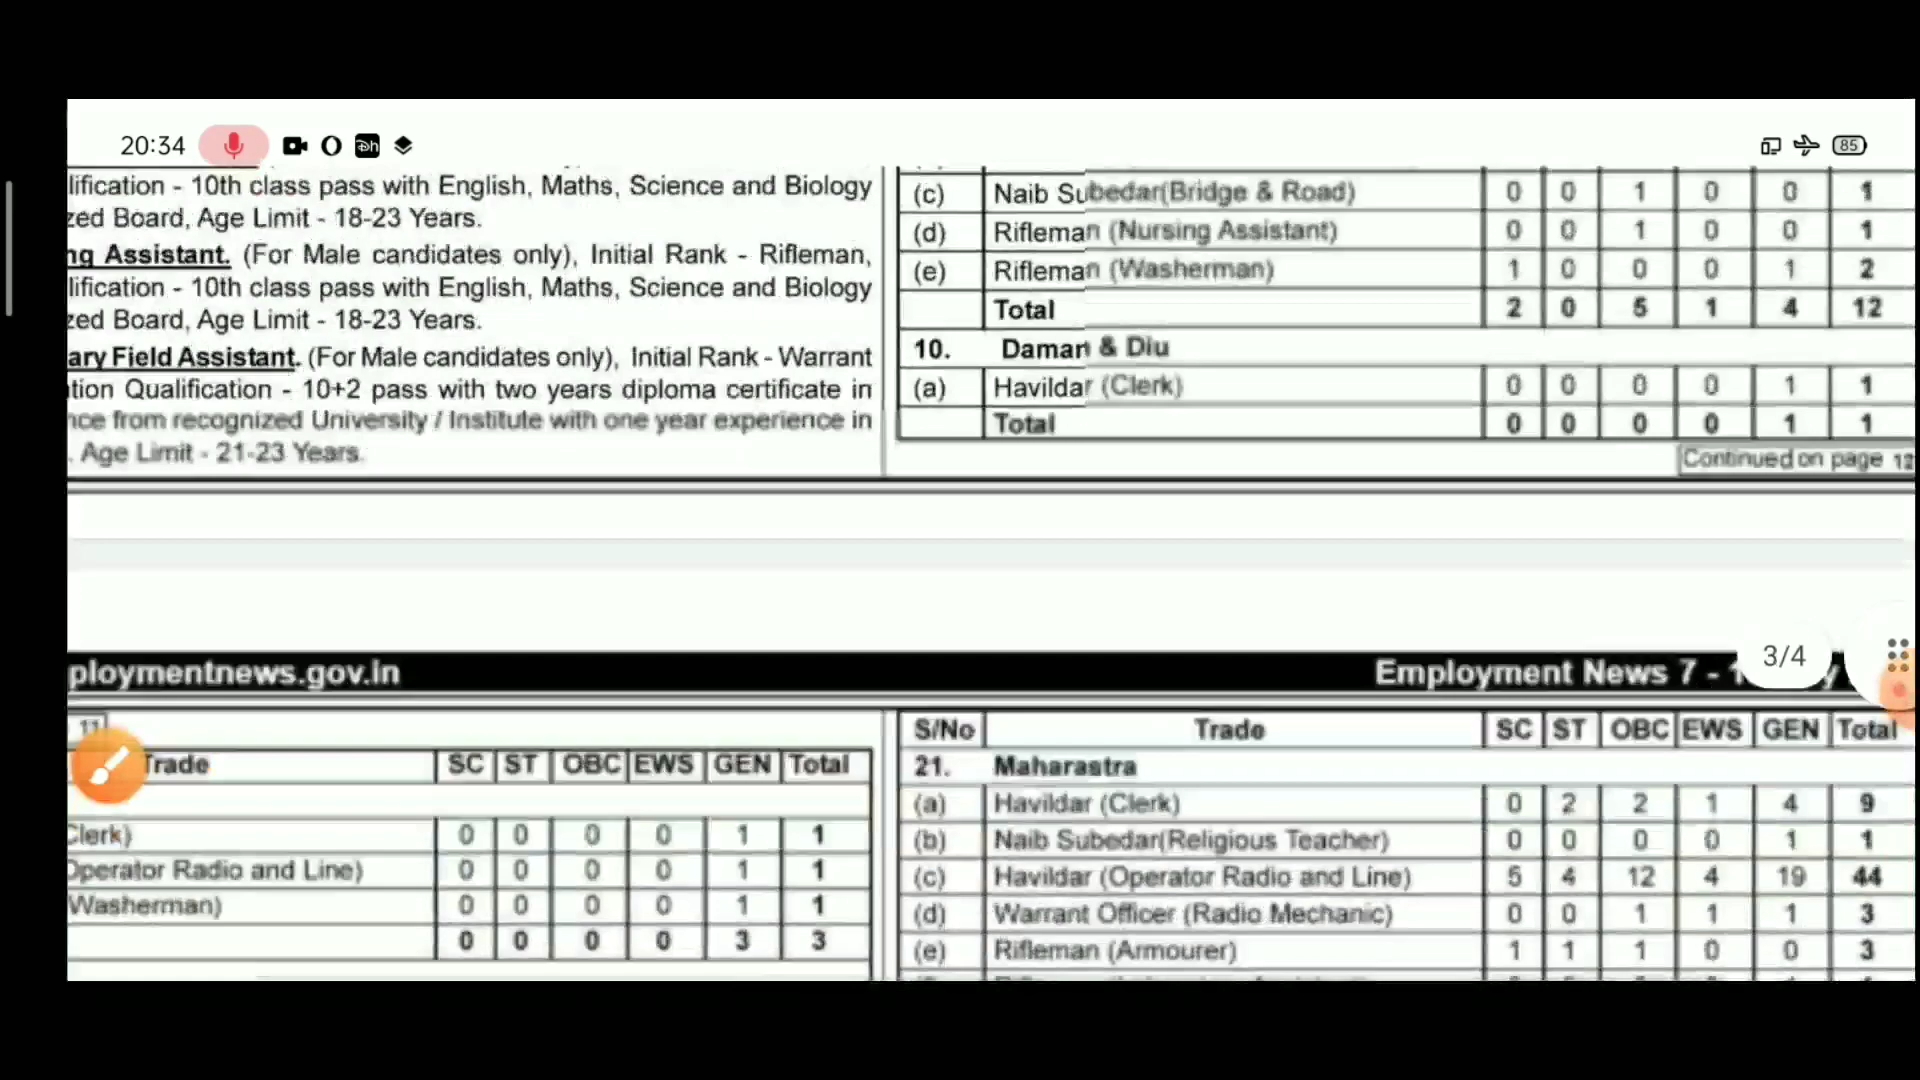 20:34 O Dh 85
lification - 10th class pass with English, Maths, Science and Biology
zed Board, Age Limit - 18-23 Years.
ng Assistant. (For Male candidates only), Initial Rank - Rifleman,
lification - 10th class pass with English, Maths, Science and Biology
zed Board, Age Limit - 18-23 Years.
ary Field Assistant. (For Male candidates only), Initial Rank - Warrant
tion Qualification - 10+2 pass with two years diploma certificate in
nce from recognized University / Institute with one year experience in
. Age Limit - 21-23 Years.
(c) Naib Subedar(Bridge & Road) 0 0 1 0 0 1
(d) Rifleman (Nursing Assistant) 0 0 1 0 0 1
(e) Rifleman (Washerman) 1 0 0 0 1 2
Total 2 0 5 1 4 12
10. Daman & Diu
(a) Havildar (Clerk) 0 0 0 0 1 1
Total 0 0 0 0 1 1
Continued on page 12
ploymentnews.gov.in Employment News 7 - 1
3/4
11
Trade SC ST OBC EWS GEN Total
Clerk) 0 0 0 0 1 1
Operator Radio and Line) 0 0 0 0 1 1
Washerman) 0 0 0 0 1 1
0 0 0 0 3 3
S/No Trade SC ST OBC EWS GEN Total
21. Maharastra
(a) Havildar (Clerk) 0 2 2 1 4 9
(b) Naib Subedar(Religious Teacher) 0 0 0 0 1 1
(c) Havildar (Operator Radio and Line) 5 4 12 4 19 44
(d) Warrant Officer (Radio Mechanic) 0 0 1 1 1 3
(e) Rifleman (Armourer) 1 1 1 0 0 3